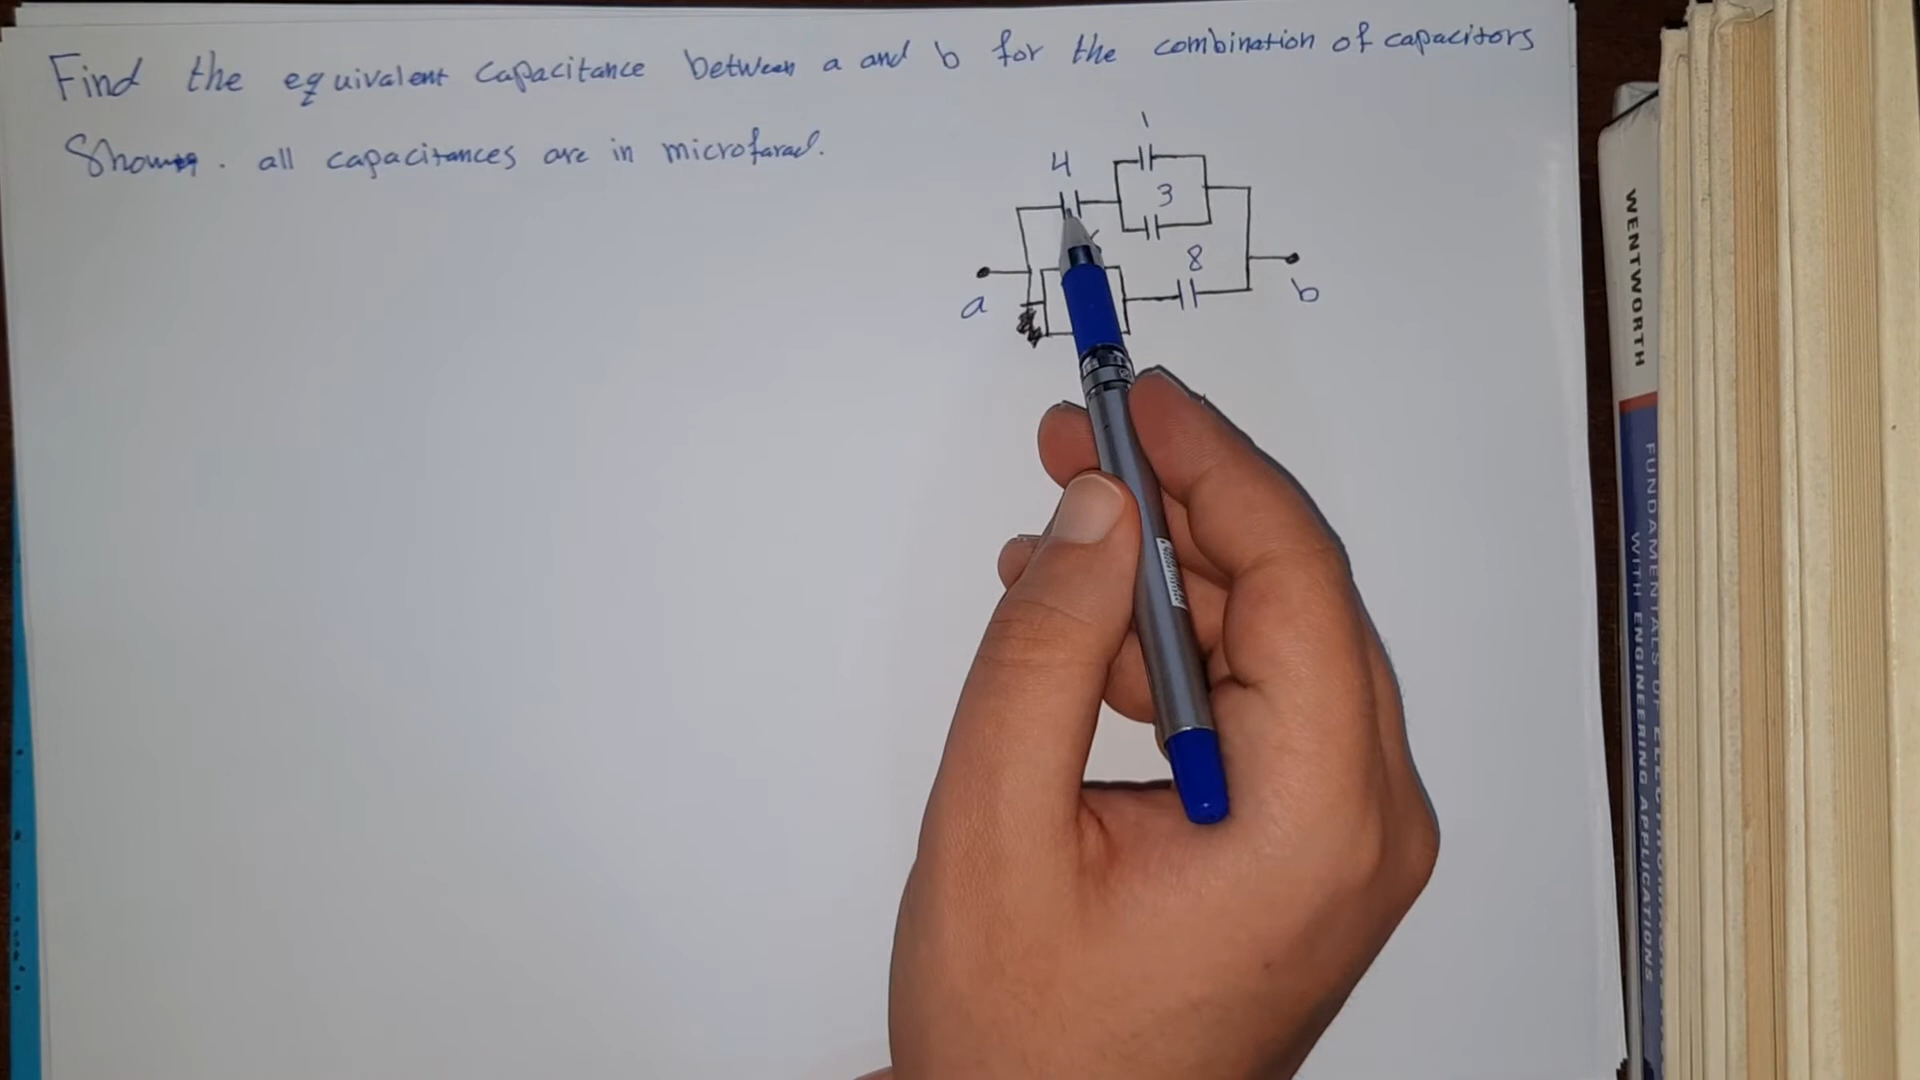 Find the equivalent capacitance between a and b for the combination of capacitors
Shown. all capacitances are in microfarad.
1
4
3
8
a
b
WENTWORTH
FUNDAMENTALS OF
WITH ENGINEERING APPLICATIONS